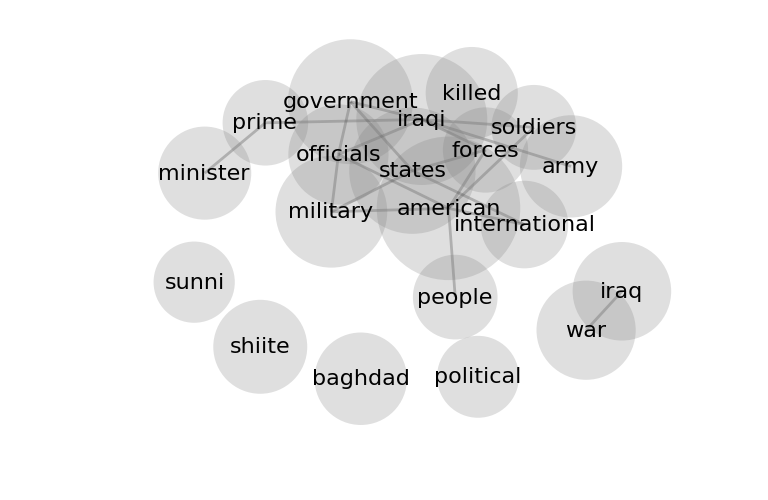 killed
government
iraqi
prime
soldiers
officials
forces
army
states
minister
military
american
international
sunni
people
iraq
war
shiite
baghdad
political